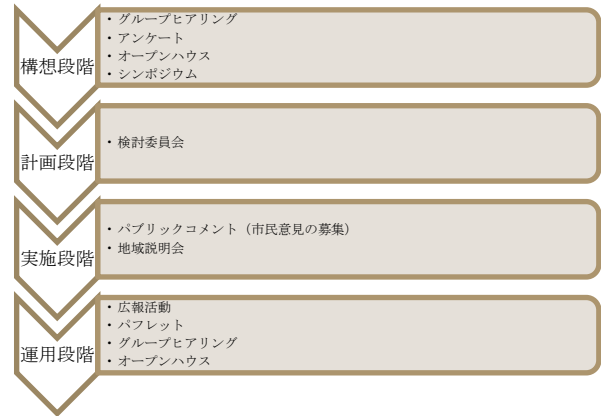 構想段階
・グループヒアリング
・アンケート
・オープンハウス
・シンポジウム
計画段階
・検討委員会
実施段階
・パブリックコメント（市民意見の募集）
・地域説明会
運用段階
・広報活動
・パフレット
・グループヒアリング
・オープンハウス